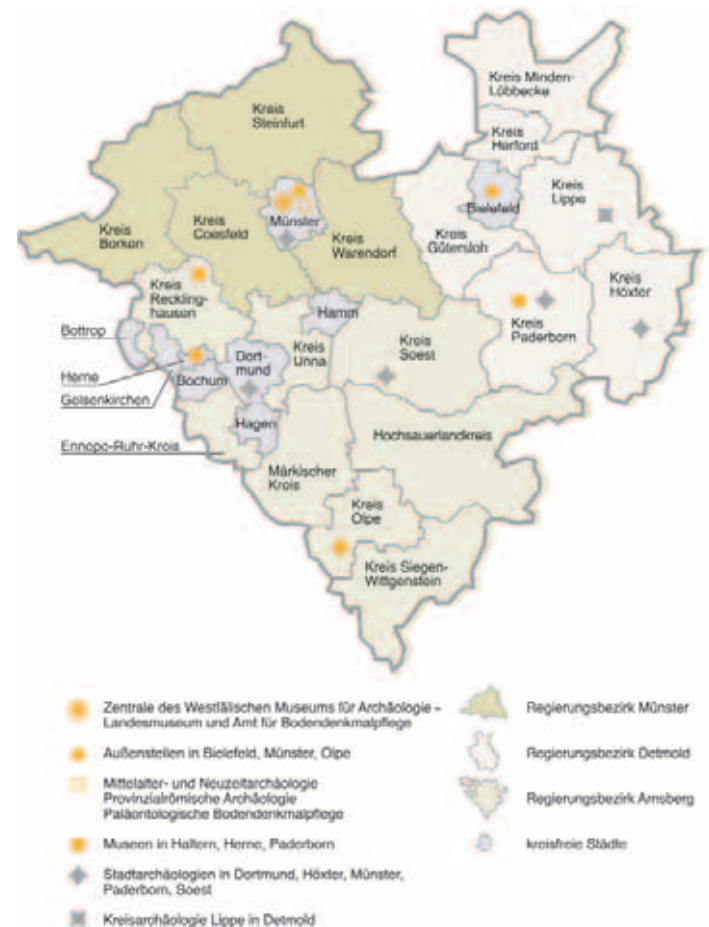 Kreis Minden-
Lübbecke
Kreis
Steinfurt
Kreis
Herford
Kreis
Lippe
Bielefeld
Münster
Kreis
Borken
Kreis
Coesfeld
Kreis
Warendorf
Kreis
Gütersloh
Kreis
Reckling-
hausen
Kreis
Höxter
Kreis
Paderborn
Hamm
Bottrop
Kreis
Soest
Kreis
Unna
Dort-
mund
Herne
Bochum
Gelsenkirchen
Hagen
Hochsauerlandkreis
Ennepe-Ruhr-Kreis
Märkischer
Kreis
Kreis
Olpe
Kreis Siegen-
Wittgenstein
Zentrale des Westfälischen Museums für Archäologie –
Landesmuseum und Amt für Bodendenkmalpflege
Außenstellen in Bielefeld, Münster, Olpe
Mittelalter- und Neuzeitarchäologie
Provinzialrömische Archäologie
Paläontologische Bodendenkmalpflege
Museen in Haltern, Herne, Paderborn
Stadtarchäologien in Dortmund, Höxter, Münster,
Paderborn, Soest
Kreisarchäologie Lippe in Detmold
Regierungsbezirk Münster
Regierungsbezirk Detmold
Regierungsbezirk Arnsberg
kreisfreie Städte